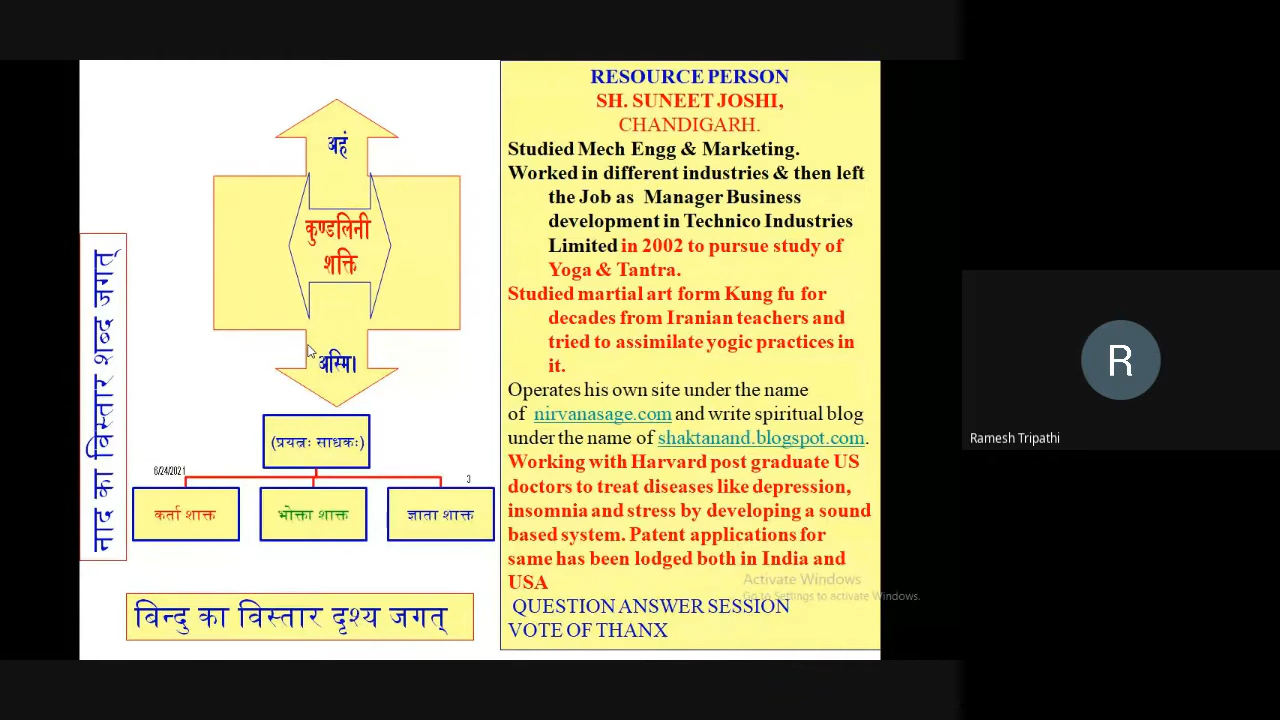 अहं
कुण्डलिनी
शक्ति
अस्मि।
नाद का विस्तार शब्द जगत्
(प्रयत्नः साधकः)
6/24/2021
3
कर्ता शाक्त
भोक्ता शाक्त
ज्ञाता शाक्त
बिन्दु का विस्तार दृश्य जगत्
RESOURCE PERSON
SH. SUNEET JOSHI,
CHANDIGARH.
Studied Mech Engg & Marketing.
Worked in different industries & then left
the Job as Manager Business
development in Technico Industries
Limited in 2002 to pursue study of
Yoga & Tantra.
Studied martial art form Kung fu for
decades from Iranian teachers and
tried to assimilate yogic practices in
it.
Operates his own site under the name
of nirvanasage.com and write spiritual blog
under the name of shaktanand.blogspot.com.
Working with Harvard post graduate US
doctors to treat diseases like depression,
insomnia and stress by developing a sound
based system. Patent applications for
same has been lodged both in India and
USA
QUESTION ANSWER SESSION
VOTE OF THANX
Activate Windows
Go to Settings to activate Windows.
R
Ramesh Tripathi